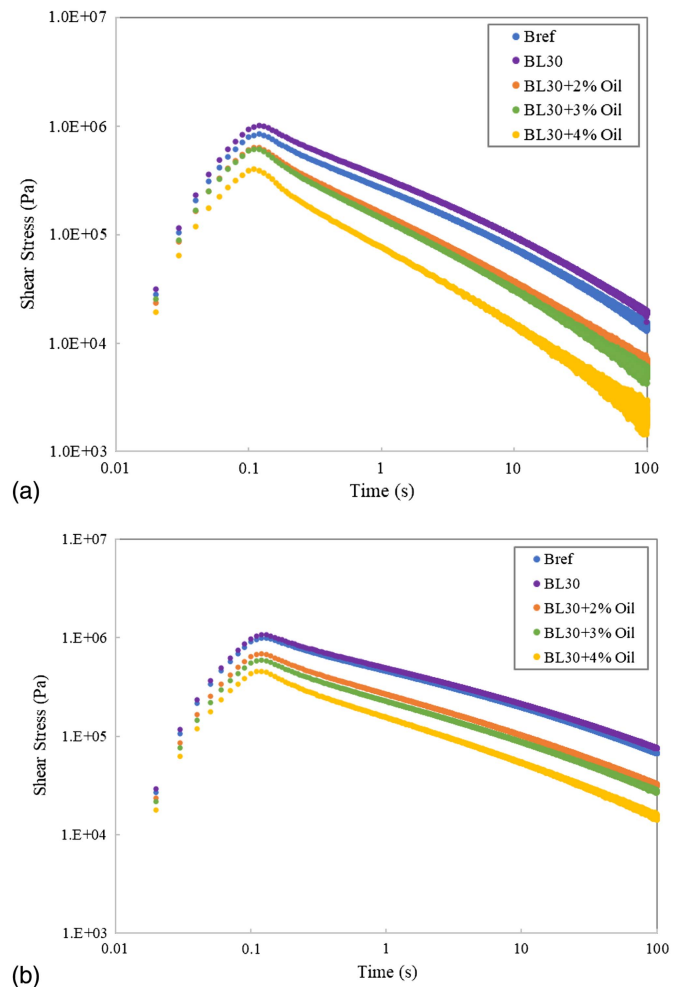 1.0E+07
Bref
BL30
BL30+2% Oil
BL30+3% Oil
BL30+4% Oil
1.0E+06
Shear Stress (Pa)
1.0E+05
1.0E+04
1.0E+03
0.01 0.1 1 10 100
Time (s)
(a)
1.E+07
Bref
BL30
BL30+2% Oil
BL30+3% Oil
BL30+4% Oil
1.E+06
Shear Stress (Pa)
1.E+05
1.E+04
1.E+03
0.01 0.1 1 10 100
Time (s)
(b)